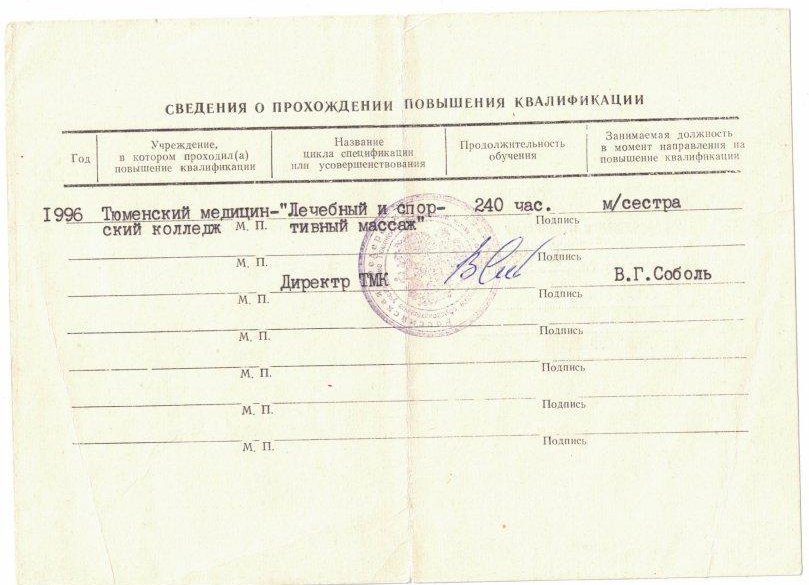 СВЕДЕНИЯ О ПРОХОЖДЕНИИ ПОВЫШЕНИЯ КВАЛИФИКАЦИИ
Год
Учреждение,
в котором проходил(а)
повышение квалификации
Название
цикла спецификации
или усовершенствования
Продолжительность
обучения
Занимаемая должность
в момент направления на
повышение квалификации
I996 Тюменский медицин- "Лечебный и спор- 240 час. м/сестра
ский колледж М. П. тивный массаж" Подпись
М. П. Подпись
Директр ТМК В.Г.Соболь
М. П. Подпись
М. П. Подпись
М. П. Подпись
М. П. Подпись
М. П. Подпись